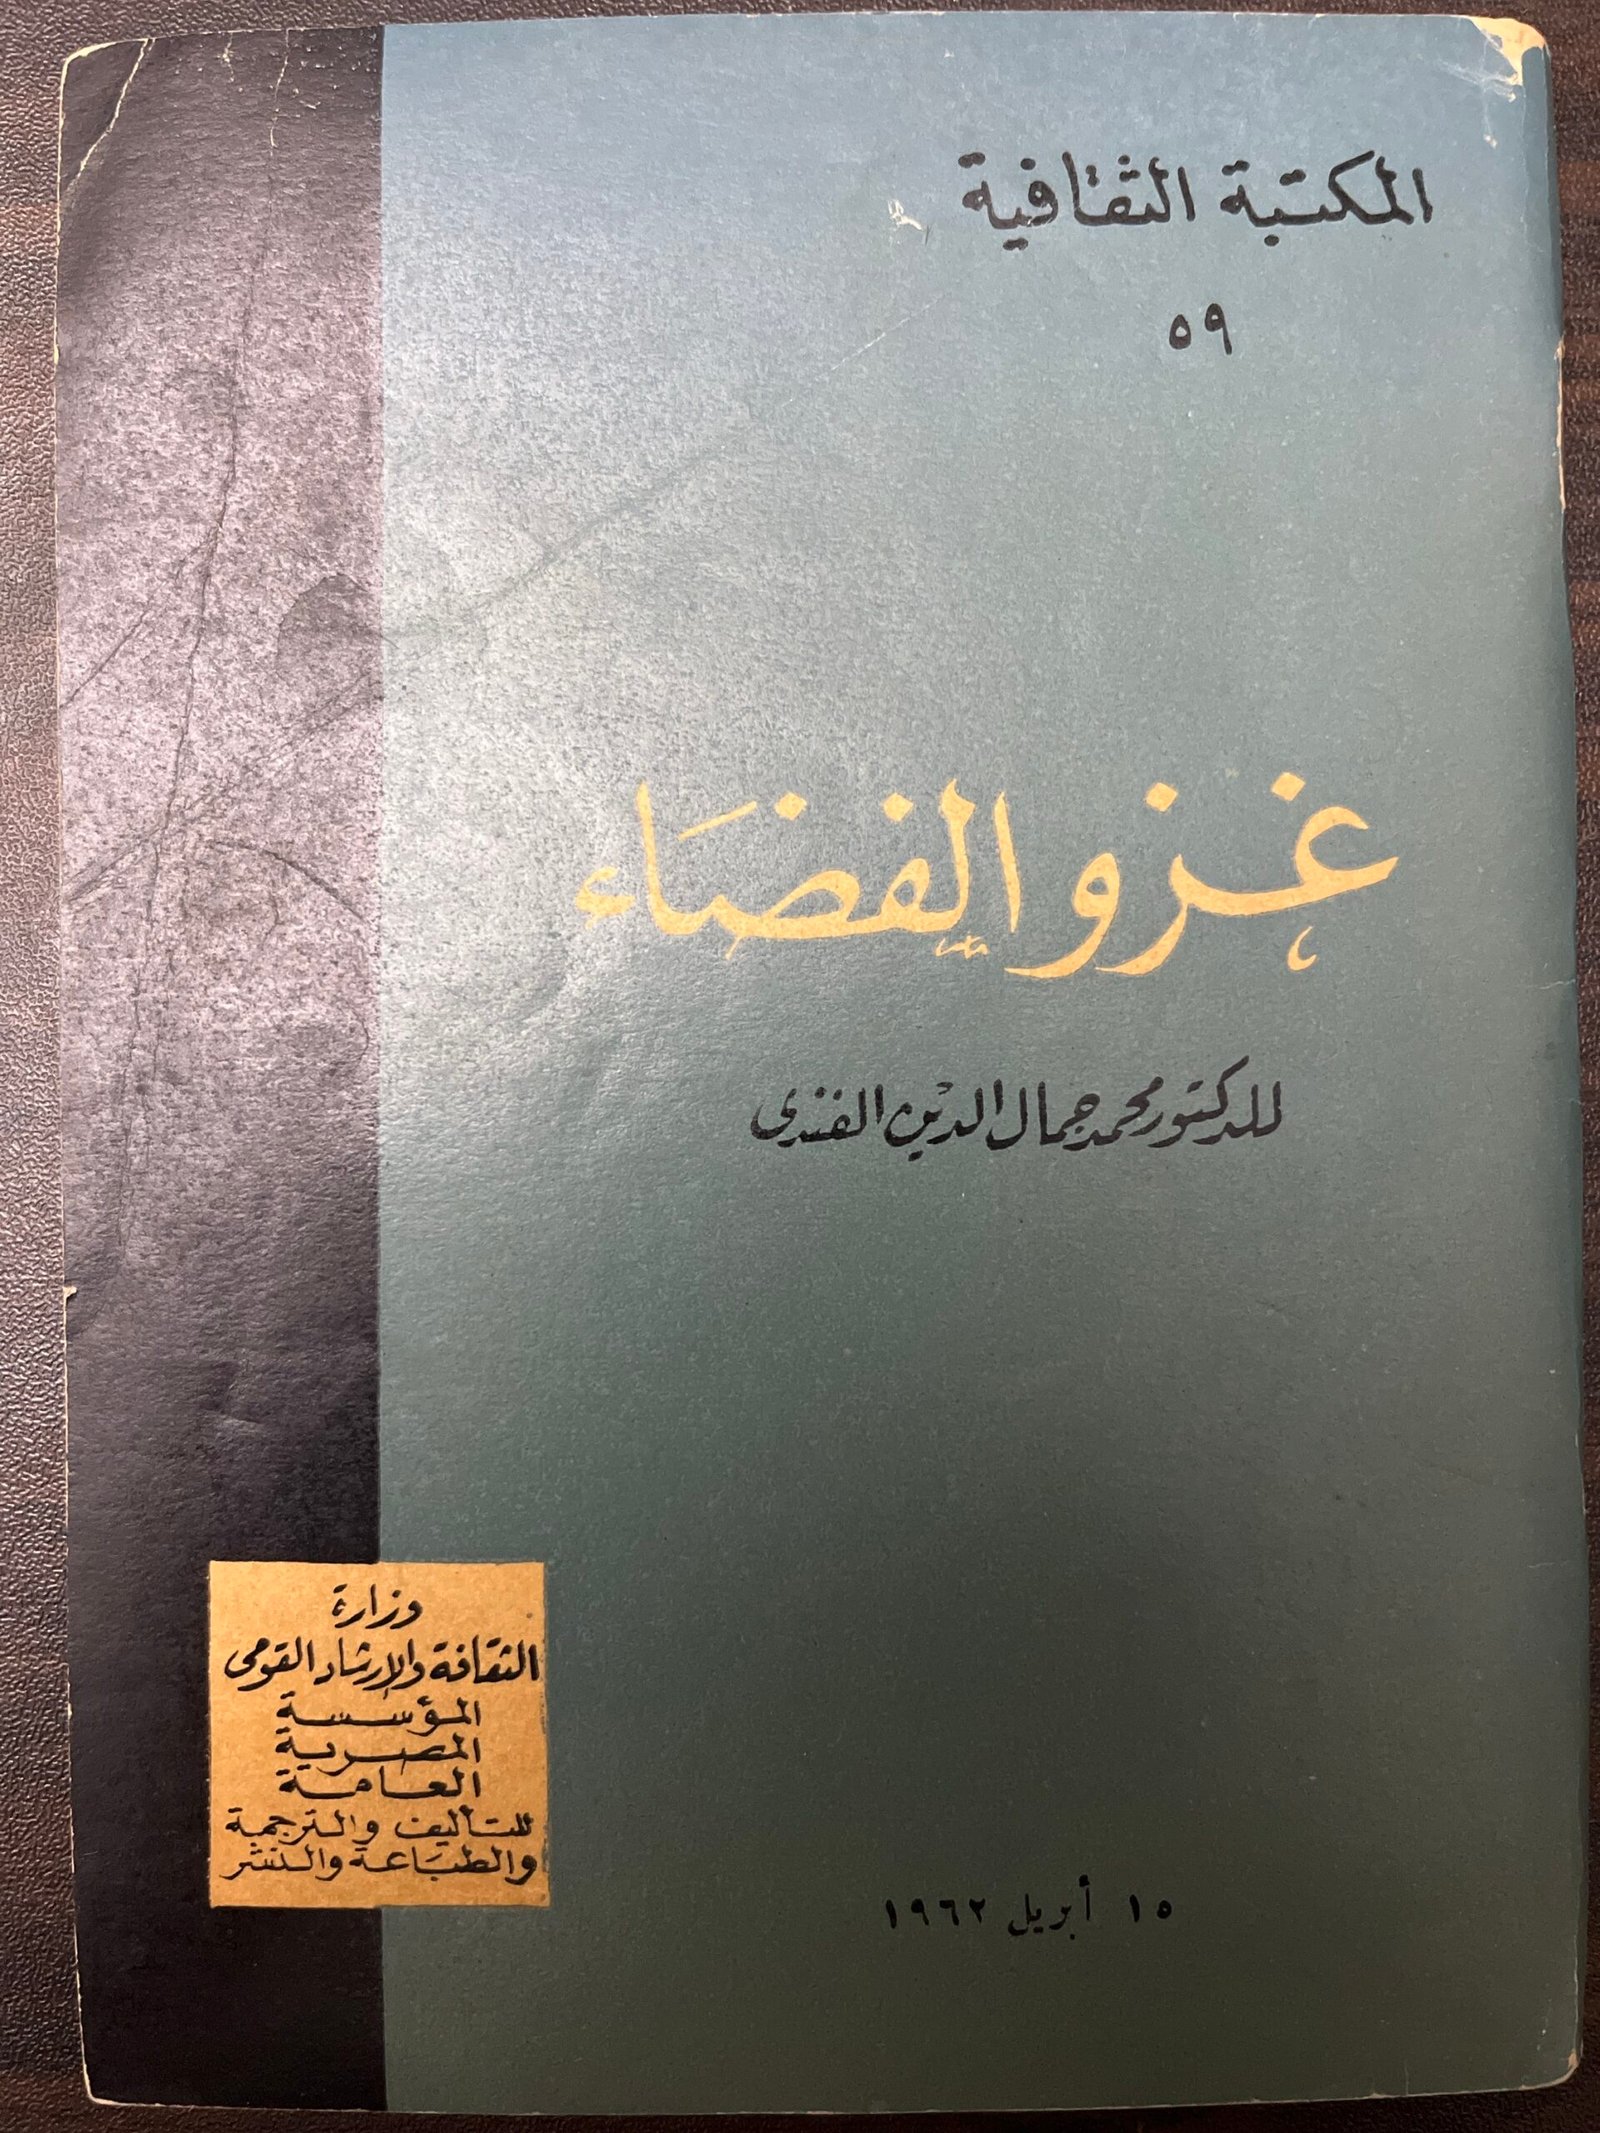 المكتبة الثقافية
٥٩
غزو الفضاء
للدكتور محمد جمال الدين الفندى
وزارة
الثقافة والإرشاد القومى
المؤسسة
المصرية
العامة
للتأليف والترجمة
والطباعة والنشر
١٥ أبريل ١٩٦٢